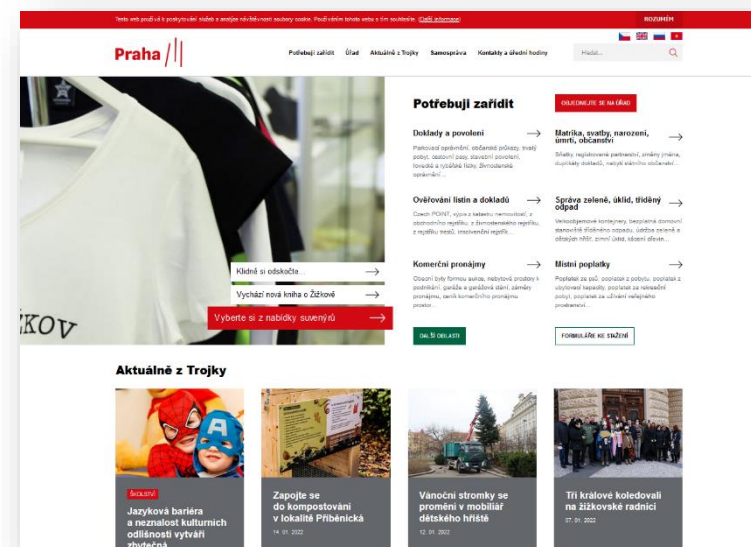 Tento web používá k poskytování služeb a analýze návštěvnosti soubory cookie. Používáním tohoto webu s tím souhlasíte. (Další informace)
ROZUMÍM
Praha
Potřebuji zařídit
Úřad
Aktuálně z Trojky
Samospráva
Kontakty a úřední hodiny
Hledat...
Potřebuji zařídit
OBJEDNEJTE SE NA ÚŘAD
Doklady a povolení
Parkovací oprávnění, občanské průkazy, trvalý
pobyt, cestovní pasy, stavební povolení,
lovecké a rybářské lístky, živnostenské
oprávnění...
Matrika, svatby, narození,
úmrtí, občanství
Sňatky, registrované partnerství, změny jména,
duplikáty dokladů, nabytí státního občanství...
Ověřování listin a dokladů
Czech POINT, výpis z katastru nemovitostí, z
obchodního rejstříku, z živnostenského rejstříku,
z rejstříku trestů, insolvenční rejstřík...
Správa zeleně, úklid, tříděný
odpad
Velkoobjemové kontejnery, bezplatná domovní
stanoviště tříděného odpadu, údržba zeleně a
dětských hřišť, zimní úklid, kácení dřevin...
Komerční pronájmy
Obecní byty formou aukce, nebytové prostory k
podnikání, garáže a garážová stání, záměry
pronájmu, ceník komerčního pronájmu
prostor...
Místní poplatky
Poplatek ze psů, poplatek z pobytu, poplatek z
ubytovací kapacity, poplatek za rekreační
pobyt, poplatek za užívání veřejného
prostranství...
DALŠÍ OBLASTI
FORMULÁŘE KE STAŽENÍ
Klidně si odskočte...
Vychází nová kniha o Žižkově
Vyberte si z nabídky suvenýrů
ŽKOV
Aktuálně z Trojky
ŠKOLSTVÍ
Jazyková bariéra
a neznalost kulturních
odlišností vytváří
zbytečná
Zapojte se
do kompostování
v lokalitě Příběnická
14. 01. 2022
Vánoční stromky se
promění v mobiliář
dětského hřiště
12. 01. 2022
Tři králové koledovali
na žižkovské radnici
07. 01. 2022